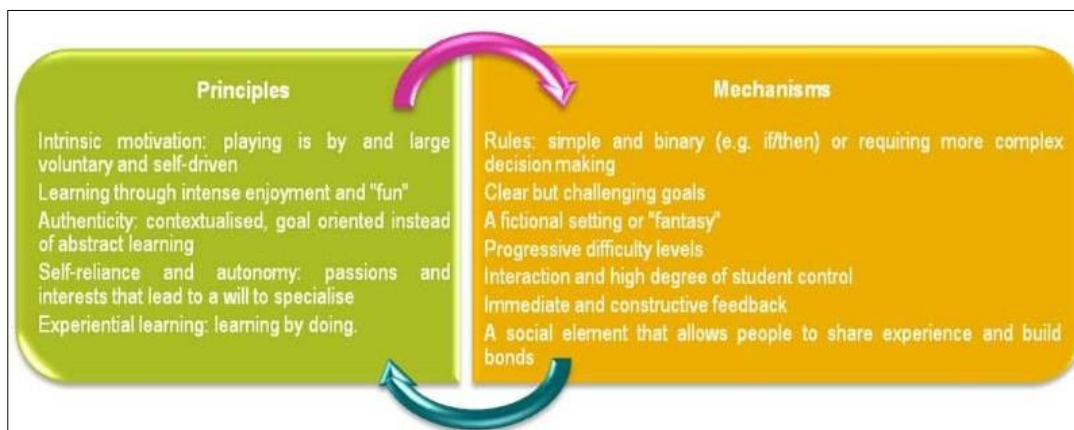 Principles
Intrinsic motivation: playing is by and large
voluntary and self-driven
Learning through intense enjoyment and "fun"
Authenticity: contextualised, goal oriented instead
of abstract learning
Self-reliance and autonomy: passions and
interests that lead to a will to specialise
Experiential learning: learning by doing.
Mechanisms
Rules: simple and binary (e.g. if/then) or requiring more complex
decision making
Clear but challenging goals
A fictional setting or "fantasy"
Progressive difficulty levels
Interaction and high degree of student control
Immediate and constructive feedback
A social element that allows people to share experience and build
bonds